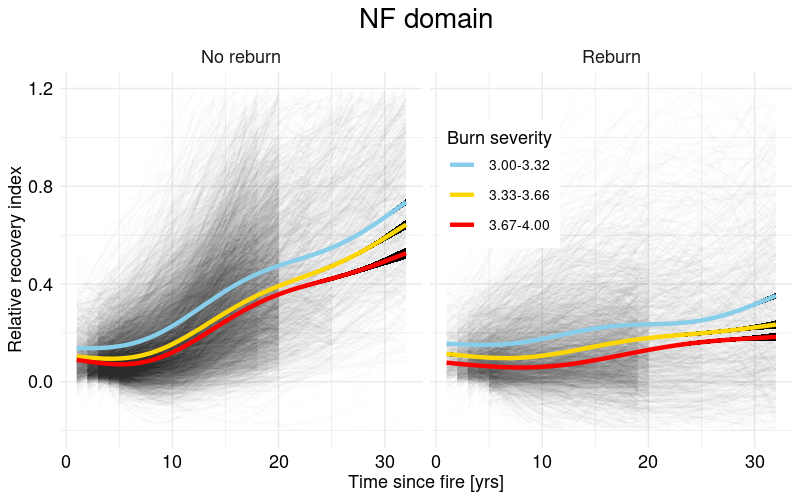 NF domain
No reburn
Reburn
Relative recovery index
1.2
0.8
0.4
0.0
Burn severity
3.00-3.32
3.33-3.66
3.67-4.00
0 10 20 30
0 10 20 30
Time since fire [yrs]